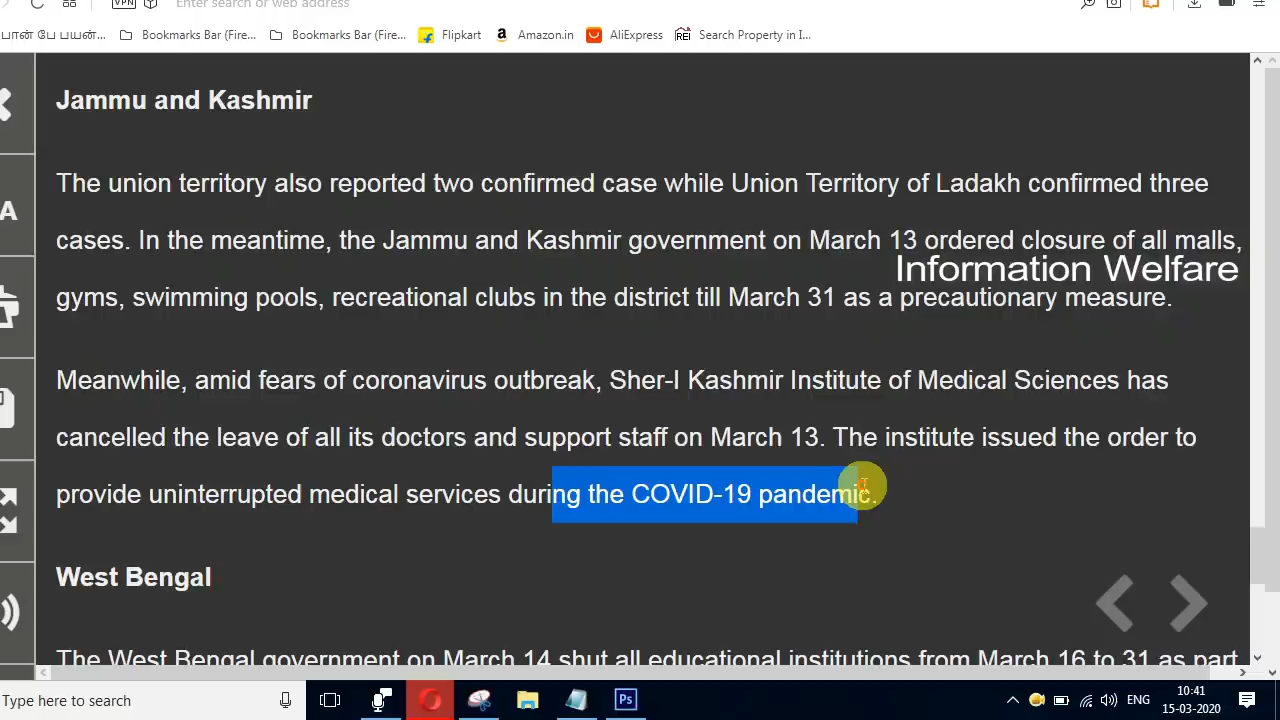 VPN
Enter search or web address
பான் பே பயன்...
Bookmarks Bar (Fire...
Bookmarks Bar (Fire...
Flipkart
Amazon.in
AliExpress
REI
Search Property in I...
Jammu and Kashmir
The union territory also reported two confirmed case while Union Territory of Ladakh confirmed three
cases. In the meantime, the Jammu and Kashmir government on March 13 ordered closure of all malls,
Information Welfare
gyms, swimming pools, recreational clubs in the district till March 31 as a precautionary measure.
Meanwhile, amid fears of coronavirus outbreak, Sher-I Kashmir Institute of Medical Sciences has
cancelled the leave of all its doctors and support staff on March 13. The institute issued the order to
provide uninterrupted medical services during the COVID-19 pandemic.
West Bengal
The West Bengal government on March 14 shut all educational institutions from March 16 to 31 as part
A
Type here to search
Ps
ENG
10:41
15-03-2020